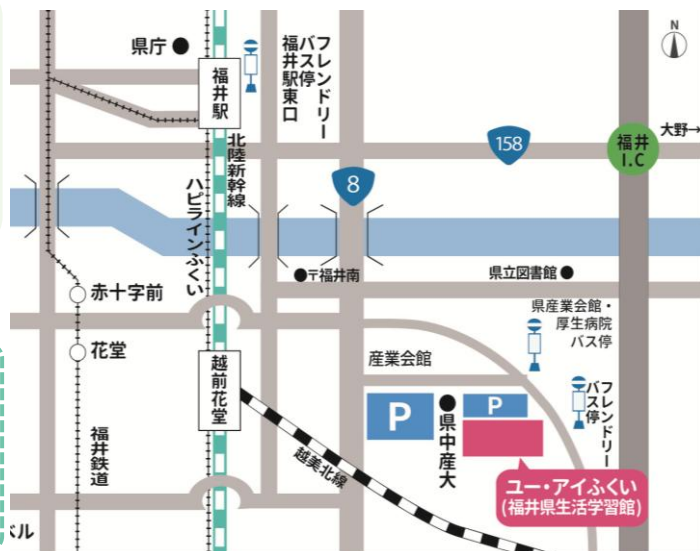 N
県庁
福井駅
フレンドリー
バス停
福井駅東口
北陸新幹線
ハピラインふくい
8
158
福井
I.C
大野→
〒福井南
県立図書館
赤十字前
花堂
福井鉄道
越前花堂
越美北線
産業会館
県産業会館・
厚生病院
バス停
フレンドリー
バス停
P
P
県中産大
ユー・アイふくい
(福井県生活学習館)
ベル